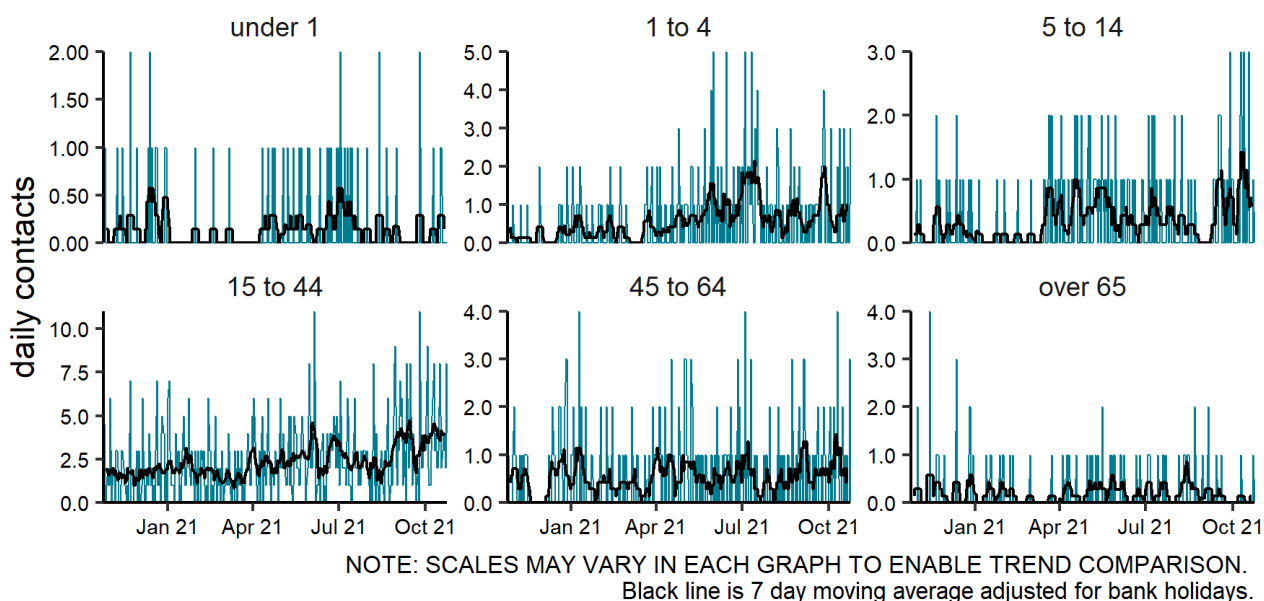 under 1
1 to 4
5 to 14
2.00
1.50
1.00
0.50
0.00
5.0
4.0
3.0
2.0
1.0
0.0
3.0
2.0
1.0
0.0
daily contacts
15 to 44
45 to 64
over 65
10.0
7.5
5.0
2.5
0.0
4.0
3.0
2.0
1.0
0.0
4.0
3.0
2.0
1.0
0.0
Jan 21 Apr 21 Jul 21 Oct 21
Jan 21 Apr 21 Jul 21 Oct 21
Jan 21 Apr 21 Jul 21 Oct 21
NOTE: SCALES MAY VARY IN EACH GRAPH TO ENABLE TREND COMPARISON.
Black line is 7 day moving average adjusted for bank holidays.